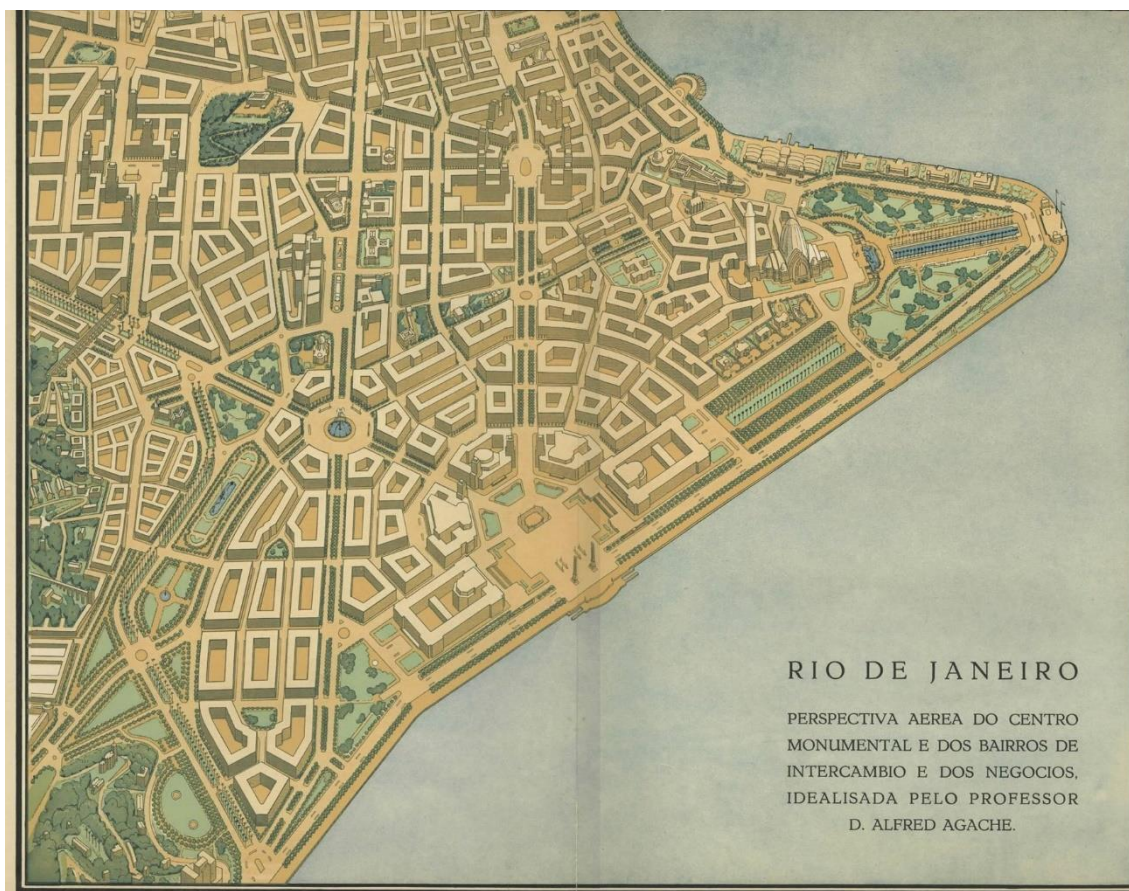 RIO DE JANEIRO
PERSPECTIVA AEREA DO CENTRO
MONUMENTAL E DOS BAIRROS DE
INTERCAMBIO E DOS NEGOCIOS,
IDEALISADA PELO PROFESSOR
D. ALFRED AGACHE.